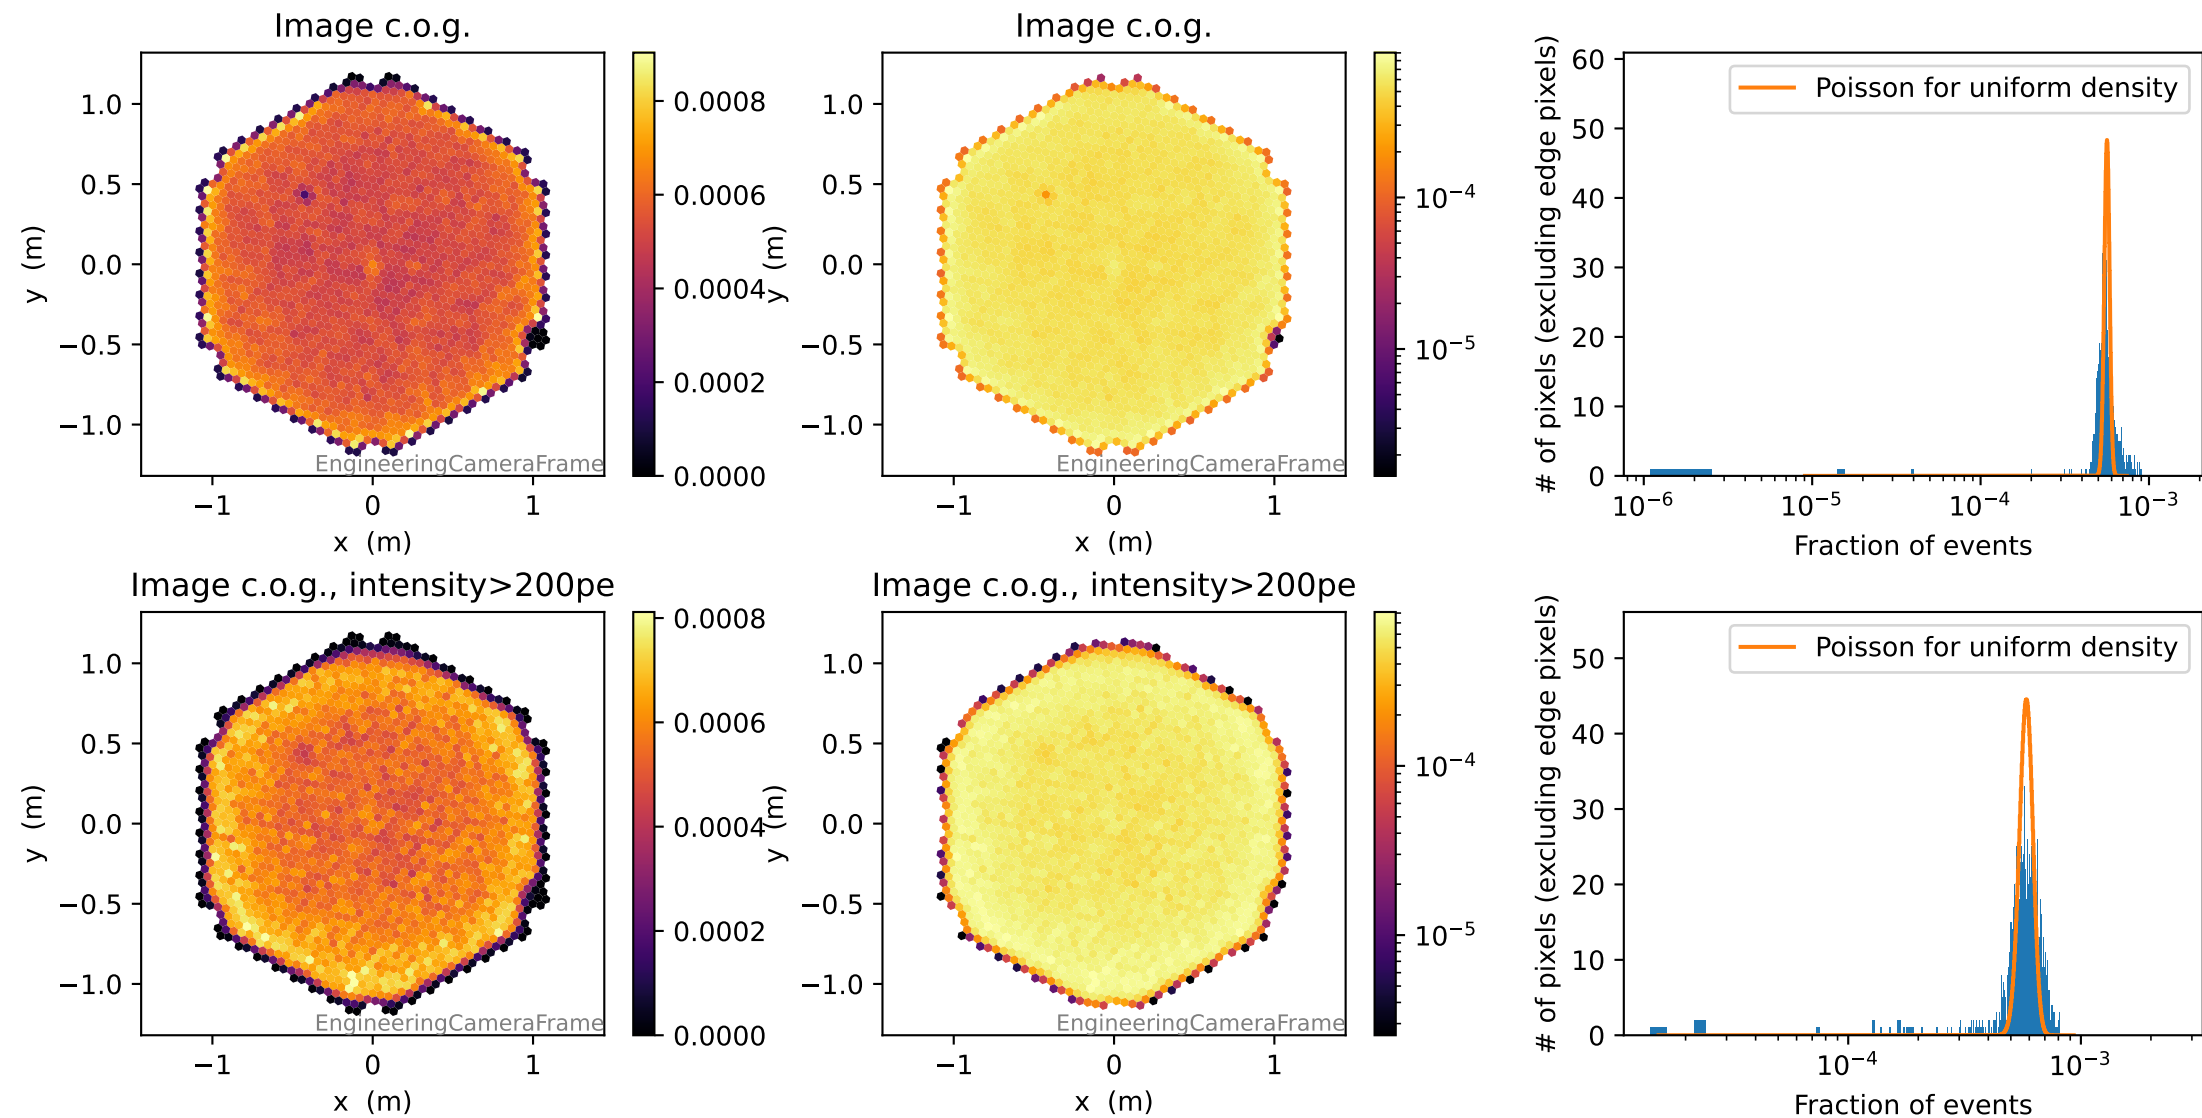 Image c.o.g.
1.0
0.5
0.0
−0.5
−1.0
y (m)
−1
0
1
x (m)
EngineeringCameraFrame
0.0008
0.0006
0.0004
0.0002
0.0000
Image c.o.g.
1.0
0.5
0.0
−0.5
−1.0
y (m)
−1
0
1
x (m)
EngineeringCameraFrame
10⁻⁴
10⁻⁵
60
50
40
30
20
10
0
# of pixels (excluding edge pixels)
Poisson for uniform density
10⁻⁶
10⁻⁵
10⁻⁴
10⁻³
Fraction of events
Image c.o.g., intensity>200pe
1.0
0.5
0.0
−0.5
−1.0
y (m)
−1
0
1
x (m)
EngineeringCameraFrame
0.0008
0.0006
0.0004
0.0002
0.0000
Image c.o.g., intensity>200pe
1.0
0.5
0.0
−0.5
−1.0
y (m)
−1
0
1
x (m)
EngineeringCameraFrame
10⁻⁴
10⁻⁵
50
40
30
20
10
0
# of pixels (excluding edge pixels)
Poisson for uniform density
10⁻⁴
10⁻³
Fraction of events